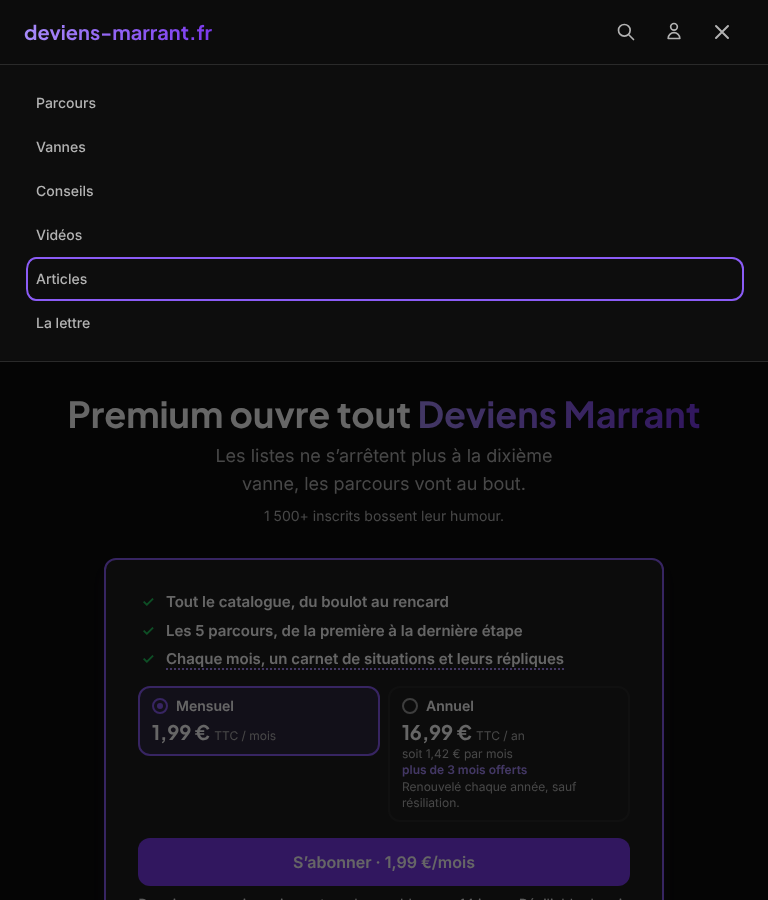 deviens-marrant.fr
Parcours
Vannes
Conseils
Vidéos
Articles
La lettre
Premium ouvre tout Deviens Marrant
Les listes ne s’arrêtent plus à la dixième
vanne, les parcours vont au bout.
1 500+ inscrits bossent leur humour.
Tout le catalogue, du boulot au rencard
Les 5 parcours, de la première à la dernière étape
Chaque mois, un carnet de situations et leurs répliques
Mensuel
1,99 € TTC / mois
Annuel
16,99 € TTC / an
soit 1,42 € par mois
plus de 3 mois offerts
Renouvelé chaque année, sauf
résiliation.
S’abonner · 1,99 €/mois